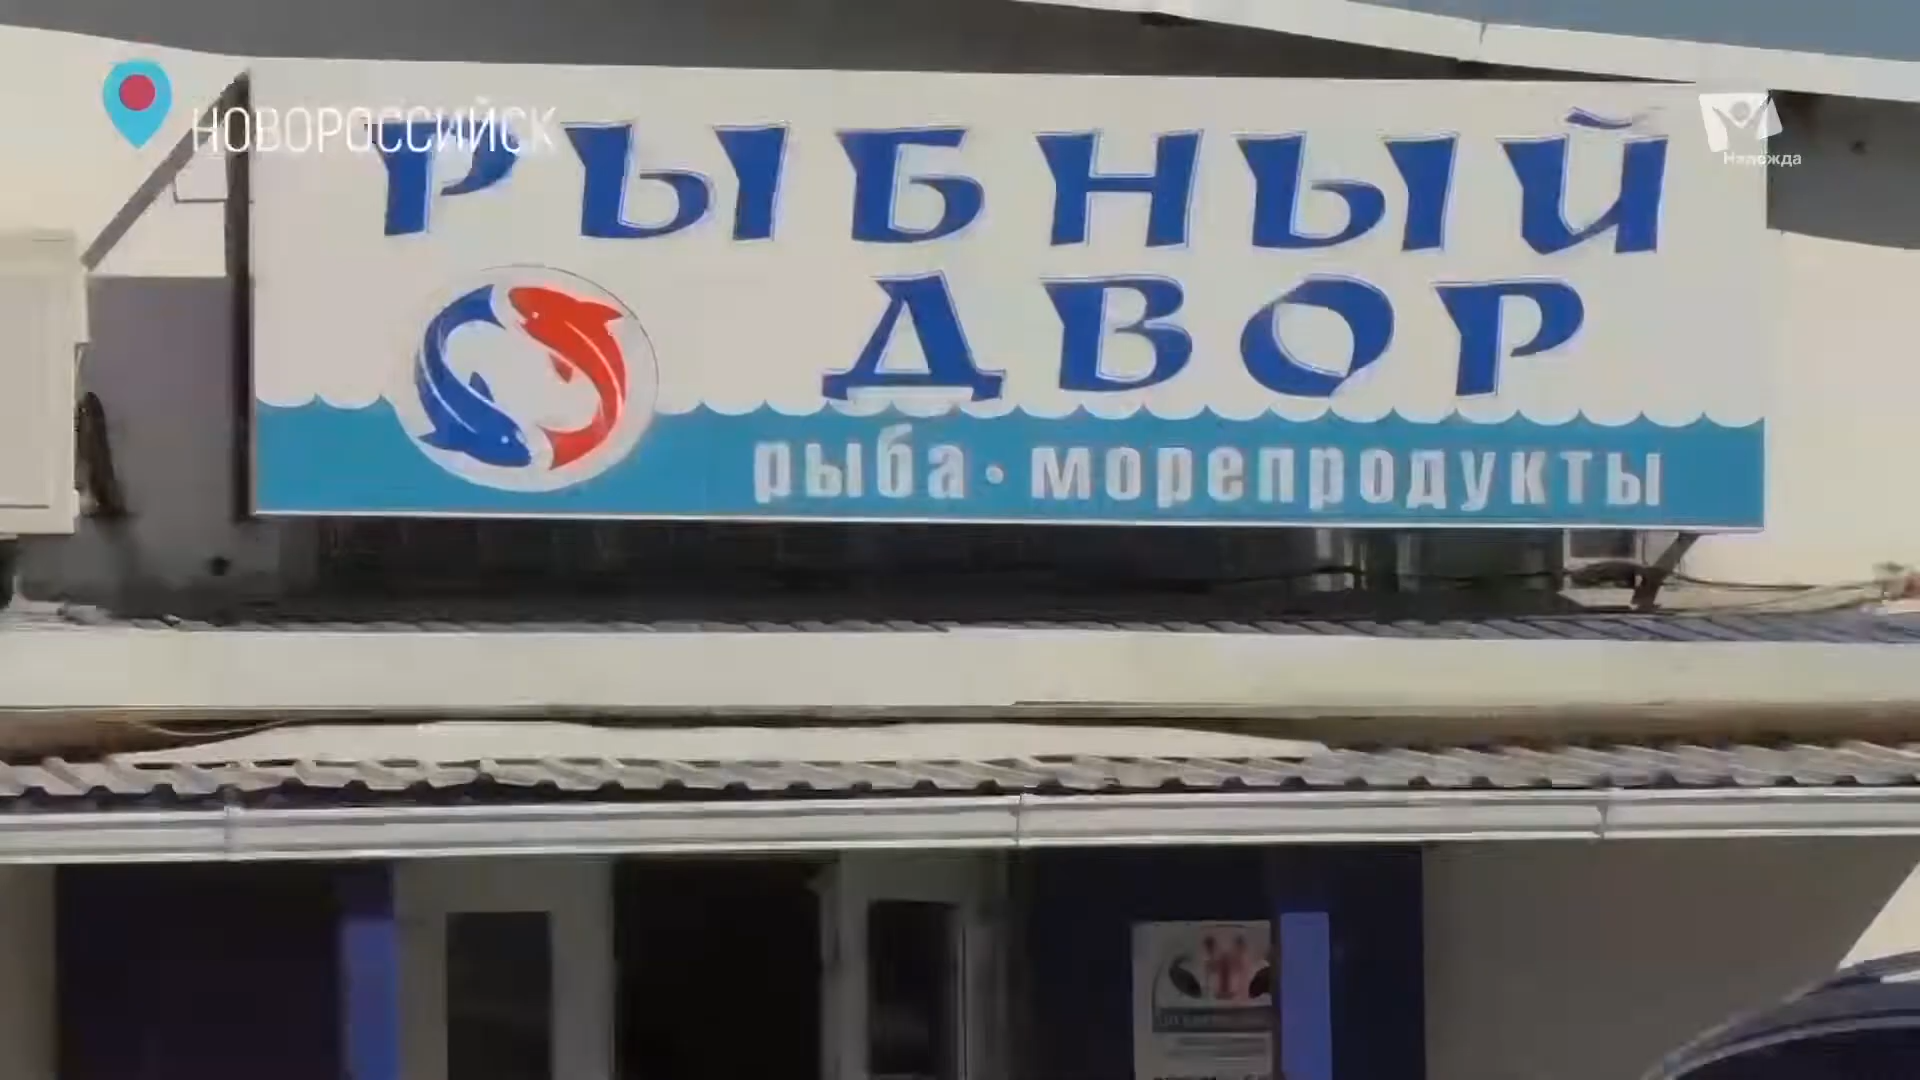 НОВОРОССИЙСК
Надежда
РЫБНЫЙ
ДВОР
рыба · морепродукты